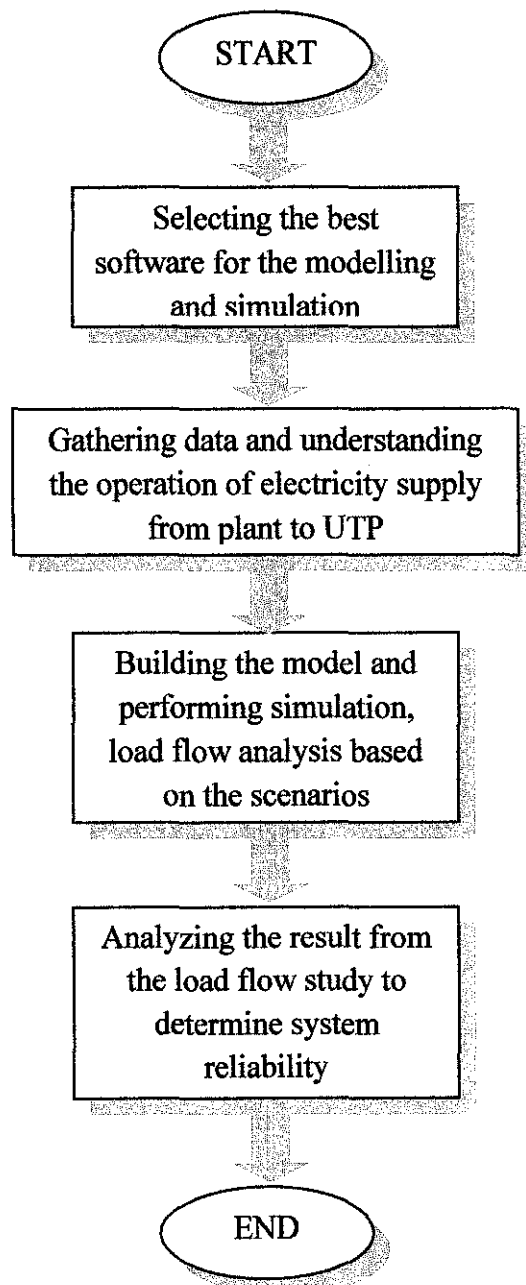 START
Selecting the best
software for the modelling
and simulation
Gathering data and understanding
the operation of electricity supply
from plant to UTP
Building the model and
performing simulation,
load flow analysis based
on the scenarios
Analyzing the result from
the load flow study to
determine system
reliability
END